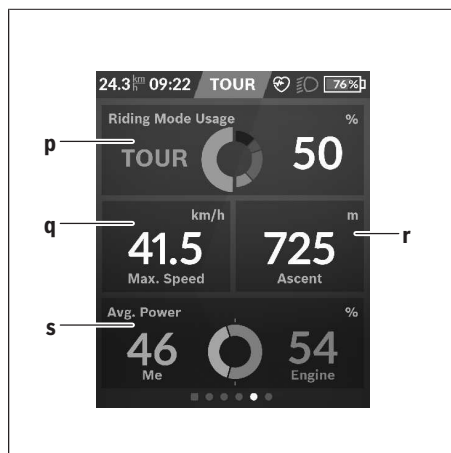 24.3 km/h 09:22 TOUR 76%
Riding Mode Usage %
p
TOUR 50
q
km/h m
41.5 725
r
Max. Speed Ascent
Avg. Power %
s
46 54
Me Engine